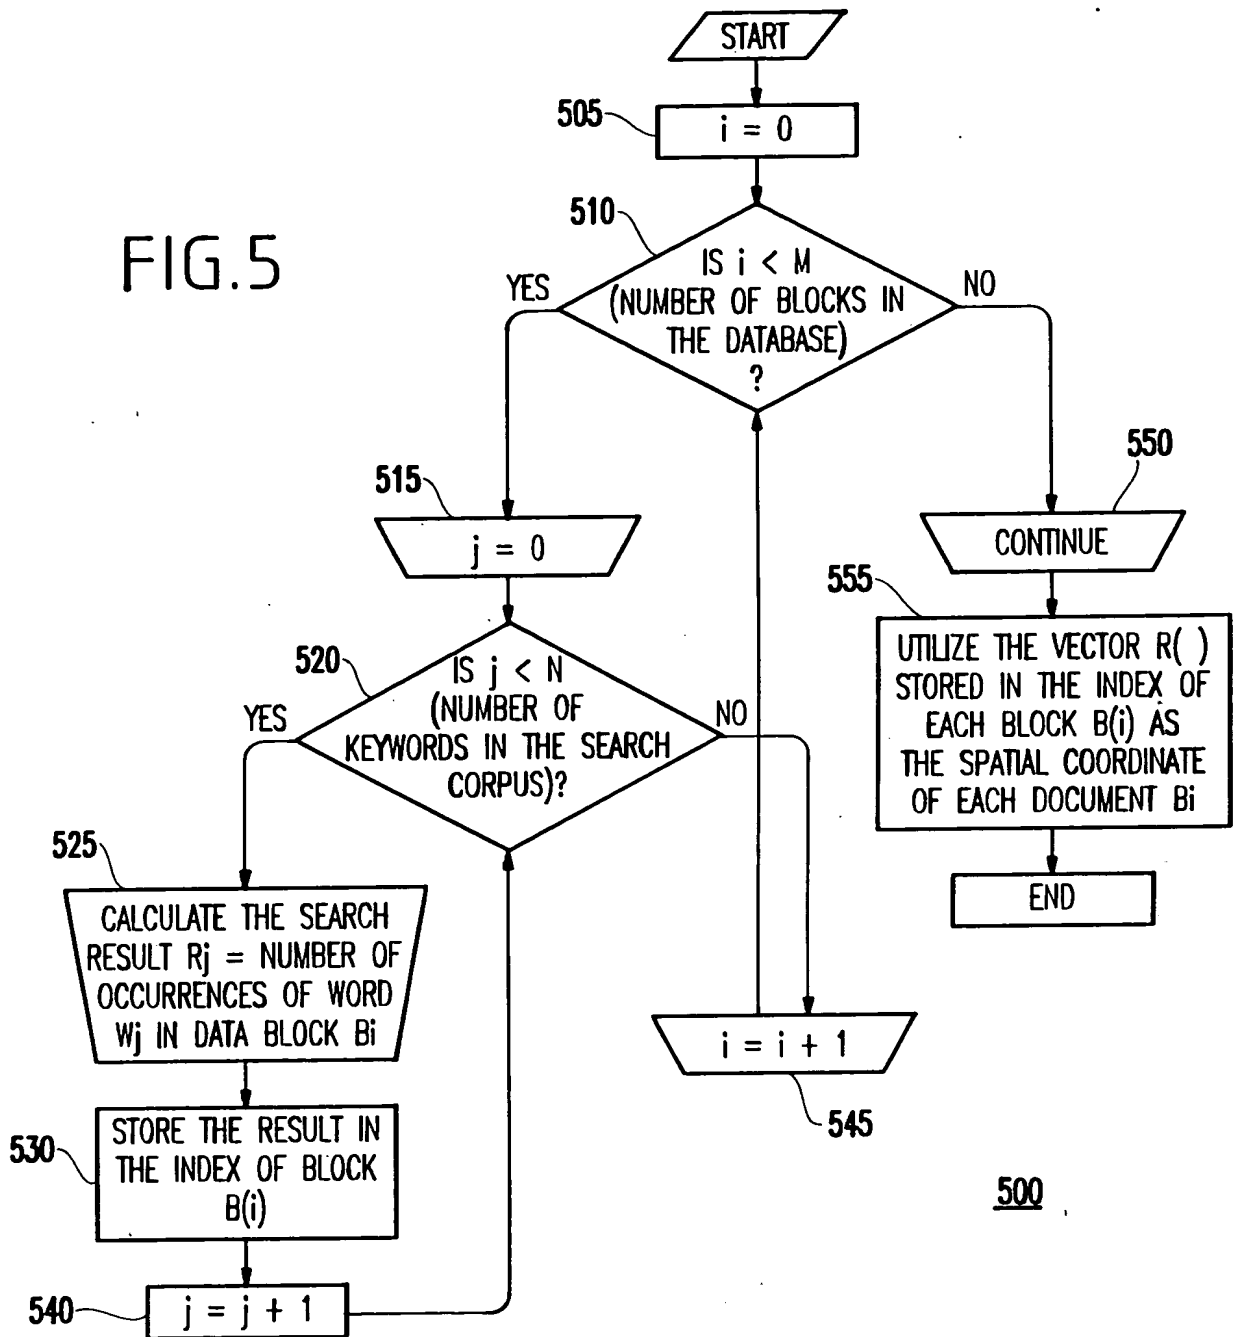 START
505
i = 0
510
FIG.5
IS i < M
(NUMBER OF BLOCKS IN
THE DATABASE)
?
YES
NO
515
j = 0
550
CONTINUE
555
UTILIZE THE VECTOR R( )
STORED IN THE INDEX OF
EACH BLOCK B(i) AS
THE SPATIAL COORDINATE
OF EACH DOCUMENT Bi
END
520
IS j < N
(NUMBER OF
KEYWORDS IN THE SEARCH
CORPUS)?
YES
NO
525
CALCULATE THE SEARCH
RESULT Rj = NUMBER OF
OCCURRENCES OF WORD
Wj IN DATA BLOCK Bi
i = i + 1
545
530
STORE THE RESULT IN
THE INDEX OF BLOCK
B(i)
540
j = j + 1
500